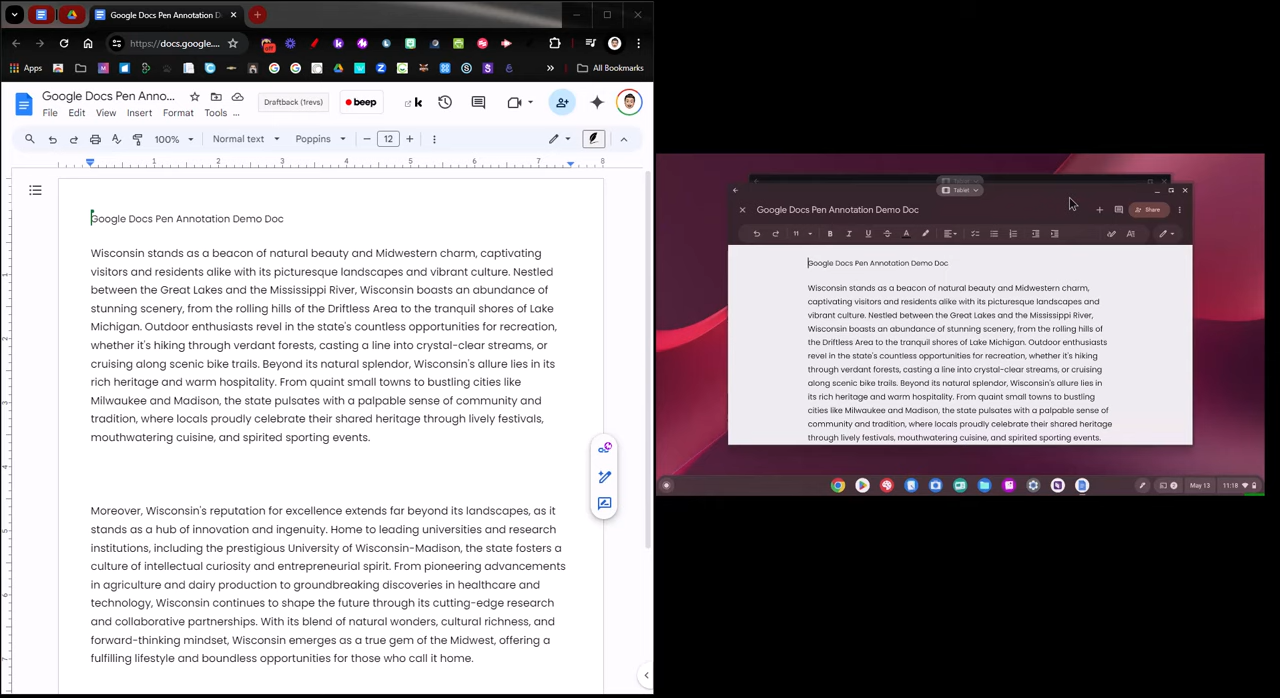 Google Docs Pen Annotation D
https://docs.google....
off
Apps
All Bookmarks
Google Docs Pen Anno...
File Edit View Insert Format Tools ...
Draftback (1revs)
beep
k
100% Normal text Poppins 12
1 2 3 4 5 6 7 8
Google Docs Pen Annotation Demo Doc
Wisconsin stands as a beacon of natural beauty and Midwestern charm, captivating
visitors and residents alike with its picturesque landscapes and vibrant culture. Nestled
between the Great Lakes and the Mississippi River, Wisconsin boasts an abundance of
stunning scenery, from the rolling hills of the Driftless Area to the tranquil shores of Lake
Michigan. Outdoor enthusiasts revel in the state's countless opportunities for recreation,
whether it's hiking through verdant forests, casting a line into crystal-clear streams, or
cruising along scenic bike trails. Beyond its natural splendor, Wisconsin's allure lies in its
rich heritage and warm hospitality. From quaint small towns to bustling cities like
Milwaukee and Madison, the state pulsates with a palpable sense of community and
tradition, where locals proudly celebrate their shared heritage through lively festivals,
mouthwatering cuisine, and spirited sporting events.
Moreover, Wisconsin's reputation for excellence extends far beyond its landscapes, as it
stands as a hub of innovation and ingenuity. Home to leading universities and research
institutions, including the prestigious University of Wisconsin-Madison, the state fosters a
culture of intellectual curiosity and entrepreneurial spirit. From pioneering advancements
in agriculture and dairy production to groundbreaking discoveries in healthcare and
technology, Wisconsin continues to shape the future through its cutting-edge research
and collaborative partnerships. With its blend of natural wonders, cultural richness, and
forward-thinking mindset, Wisconsin emerges as a true gem of the Midwest, offering a
fulfilling lifestyle and boundless opportunities for those who call it home.
Tablet
Tablet
Google Docs Pen Annotation Demo Doc
Share
11
Google Docs Pen Annotation Demo Doc
Wisconsin stands as a beacon of natural beauty and Midwestern charm,
captivating visitors and residents alike with its picturesque landscapes and
vibrant culture. Nestled between the Great Lakes and the Mississippi River,
Wisconsin boasts an abundance of stunning scenery, from the rolling hills of
the Driftless Area to the tranquil shores of Lake Michigan. Outdoor enthusiasts
revel in the state's countless opportunities for recreation, whether it's hiking
through verdant forests, casting a line into crystal-clear streams, or cruising
along scenic bike trails. Beyond its natural splendor, Wisconsin's allure lies in
its rich heritage and warm hospitality. From quaint small towns to bustling
cities like Milwaukee and Madison, the state pulsates with a palpable sense of
community and tradition, where locals proudly celebrate their shared heritage
through lively festivals, mouthwatering cuisine, and spirited sporting events.
May 13
11:18